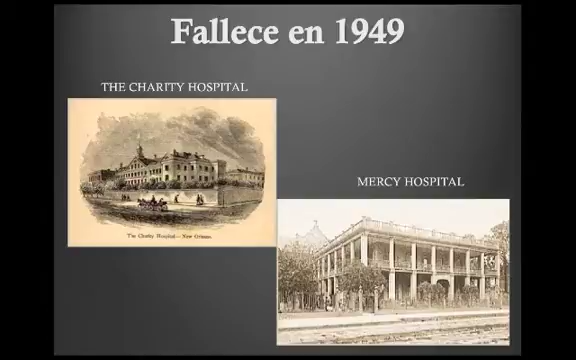 Fallece en 1949
THE CHARITY HOSPITAL
The Charity Hospital—New Orleans.
MERCY HOSPITAL